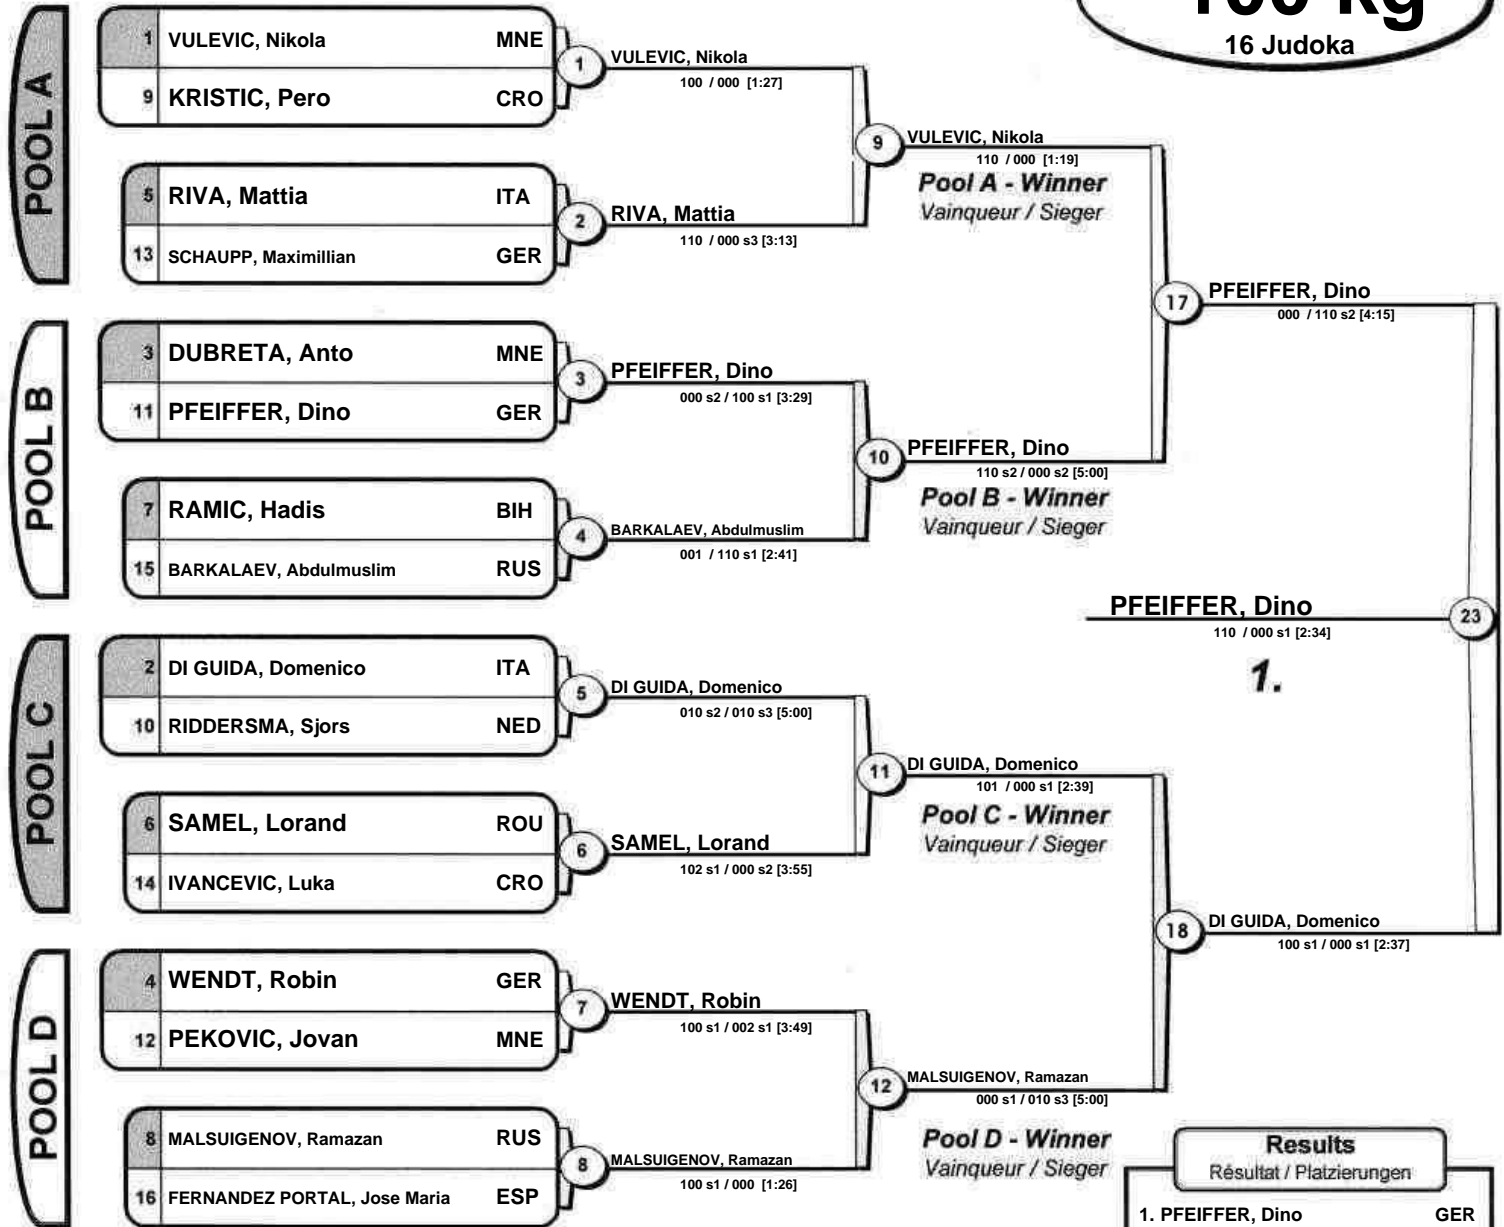 100 kg
16 Judoka
POOL A
1 VULEVIC, Nikola MNE
9 KRISTIC, Pero CRO
1
VULEVIC, Nikola
100 / 000 [1:27]
5 RIVA, Mattia ITA
13 SCHAUPP, Maximillian GER
2
RIVA, Mattia
110 / 000 s3 [3:13]
9
VULEVIC, Nikola
110 / 000 [1:19]
Pool A - Winner
Vainqueur / Sieger
POOL B
3 DUBRETA, Anto MNE
11 PFEIFFER, Dino GER
3
PFEIFFER, Dino
000 s2 / 100 s1 [3:29]
7 RAMIC, Hadis BIH
15 BARKALAEV, Abdulmuslim RUS
4
BARKALAEV, Abdulmuslim
001 / 110 s1 [2:41]
10
PFEIFFER, Dino
110 s2 / 000 s2 [5:00]
Pool B - Winner
Vainqueur / Sieger
17
PFEIFFER, Dino
000 / 110 s2 [4:15]
POOL C
2 DI GUIDA, Domenico ITA
10 RIDDERSMA, Sjors NED
5
DI GUIDA, Domenico
010 s2 / 010 s3 [5:00]
6 SAMEL, Lorand ROU
14 IVANCEVIC, Luka CRO
6
SAMEL, Lorand
102 s1 / 000 s2 [3:55]
11
DI GUIDA, Domenico
101 / 000 s1 [2:39]
Pool C - Winner
Vainqueur / Sieger
POOL D
4 WENDT, Robin GER
12 PEKOVIC, Jovan MNE
7
WENDT, Robin
100 s1 / 002 s1 [3:49]
8 MALSUIGENOV, Ramazan RUS
16 FERNANDEZ PORTAL, Jose Maria ESP
8
MALSUIGENOV, Ramazan
100 s1 / 000 [1:26]
12
MALSUIGENOV, Ramazan
000 s1 / 010 s3 [5:00]
Pool D - Winner
Vainqueur / Sieger
18
DI GUIDA, Domenico
100 s1 / 000 s1 [2:37]
23
PFEIFFER, Dino
110 / 000 s1 [2:34]
1.
Results
Résultat / Platzierungen
1. PFEIFFER, Dino GER